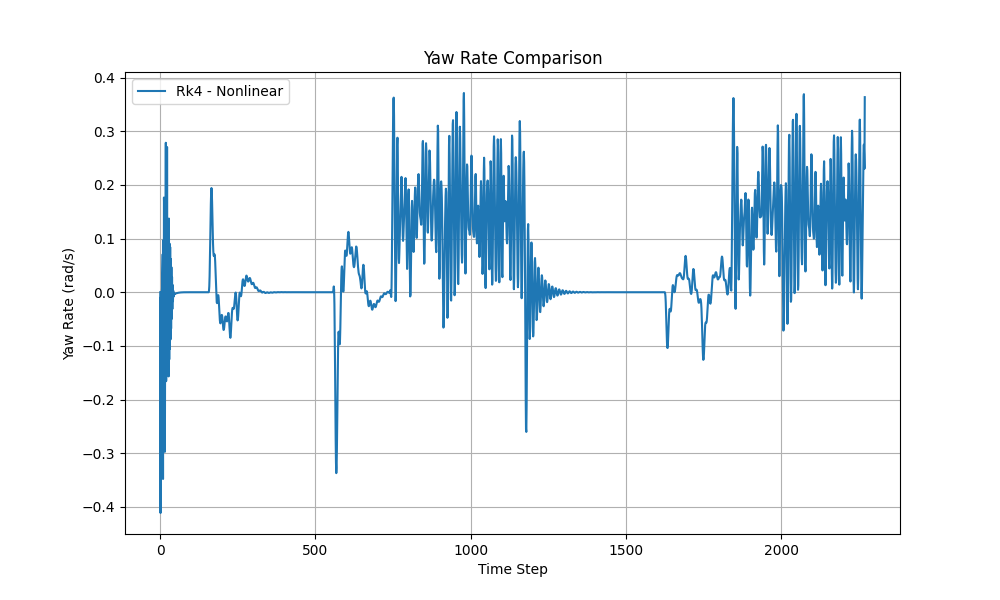 Yaw Rate Comparison
Rk4 - Nonlinear
Yaw Rate (rad/s)
0.4
0.3
0.2
0.1
0.0
−0.1
−0.2
−0.3
−0.4
0 500 1000 1500 2000
Time Step